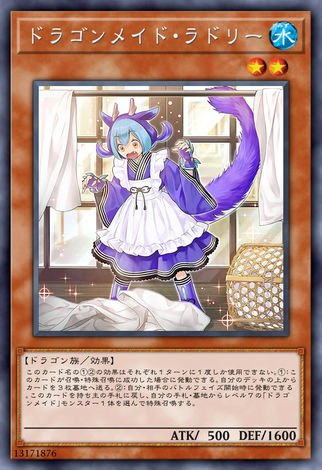 ドラゴンメイド・ラドリー
水
【ドラゴン族／効果】
このカード名の①②の効果はそれぞれ１ターンに１度しか使用できない。①：こ
のカードが召喚・特殊召喚に成功した場合に発動できる。自分のデッキの上から
カードを３枚墓地へ送る。②：自分・相手のバトルフェイズ開始時に発動できる
。このカードを持ち主の手札に戻し、自分の手札・墓地からレベル７の「ドラゴ
ンメイド」モンスター１体を選んで特殊召喚する。
ATK/ 500 DEF/1600
13171876